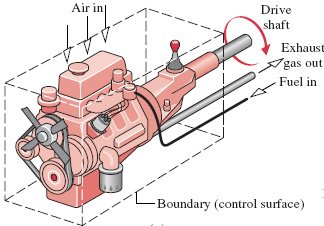 Air in
Drive
shaft
Exhaust
gas out
Fuel in
Boundary (control surface)